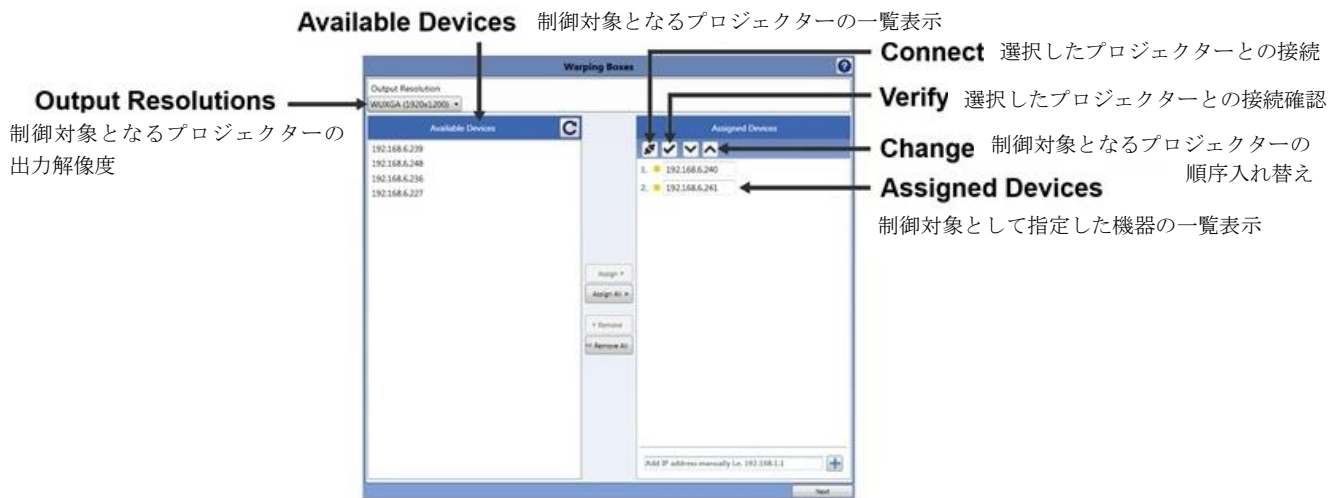 Available Devices 制御対象となるプロジェクターの一覧表示
Output Resolutions
制御対象となるプロジェクターの
出力解像度
Warping Boxes
Output Resolution
WUXGA (1920x1200)
Available Devices
192.168.6.239
192.168.6.248
192.168.6.236
192.168.6.227
Assign
Assign All
Remove
Remove All
Assigned Devices
1. 192.168.6.240
2. 192.168.6.241
Add IP address manually i.e. 192.168.1.1
Next
Connect 選択したプロジェクターとの接続
Verify 選択したプロジェクターとの接続確認
Change 制御対象となるプロジェクターの
順序入れ替え
Assigned Devices
制御対象として指定した機器の一覧表示